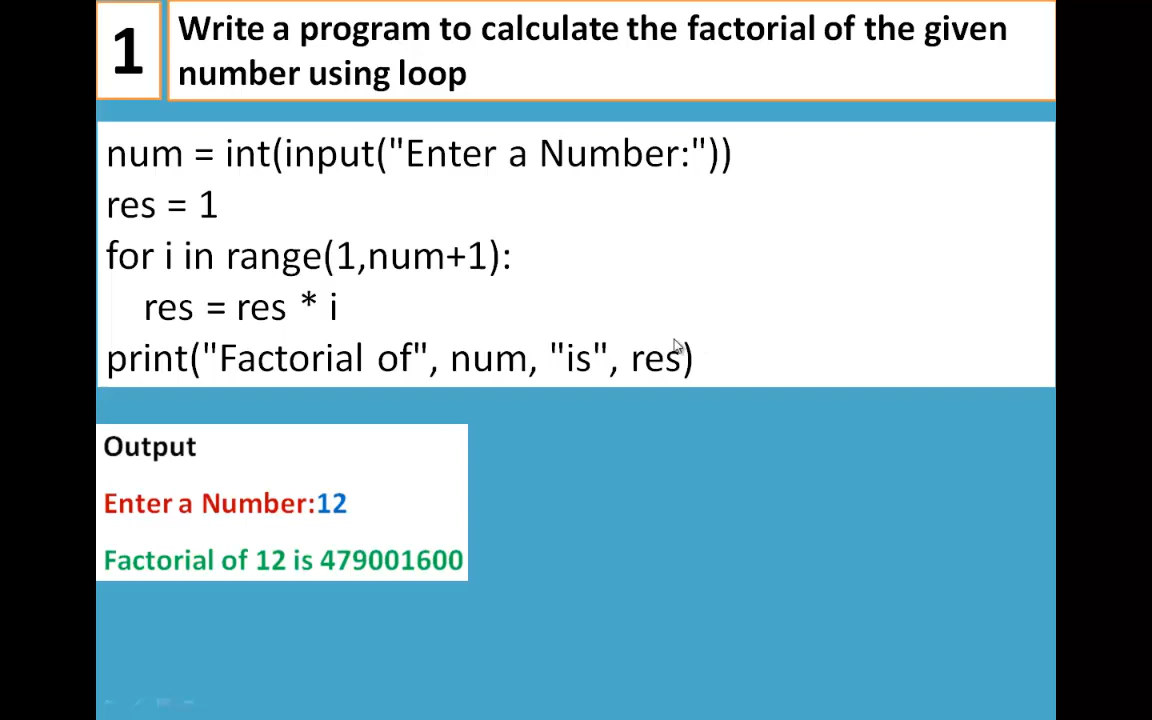 1
Write a program to calculate the factorial of the given
number using loop
num = int(input("Enter a Number:"))
res = 1
for i in range(1,num+1):
    res = res * i
print("Factorial of", num, "is", res)
Output
Enter a Number:12
Factorial of 12 is 479001600